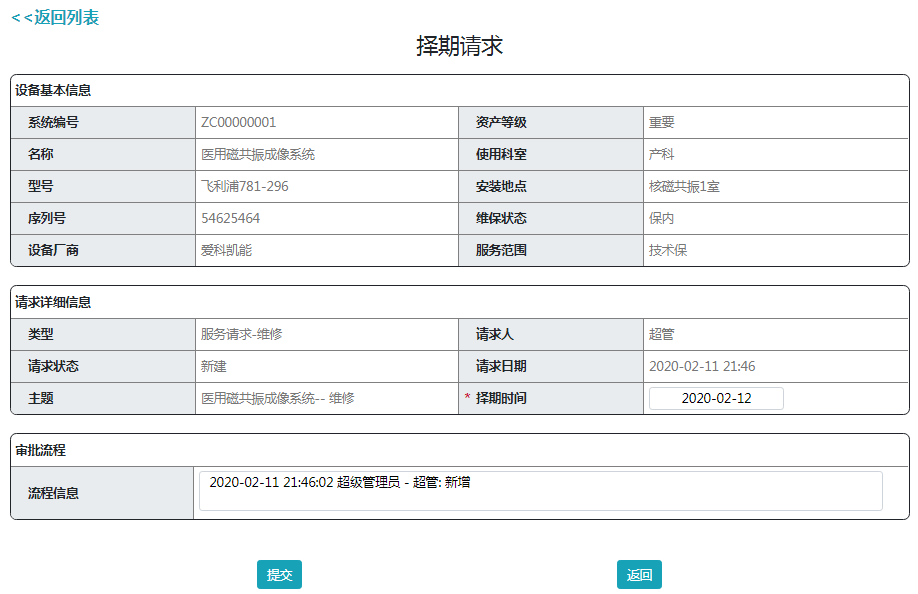 <<返回列表
择期请求
设备基本信息
系统编号 ZC00000001 资产等级 重要
名称 医用磁共振成像系统 使用科室 产科
型号 飞利浦781-296 安装地点 核磁共振1室
序列号 54625464 维保状态 保内
设备厂商 爱科凯能 服务范围 技术保
请求详细信息
类型 服务请求-维修 请求人 超管
请求状态 新建 请求日期 2020-02-11 21:46
主题 医用磁共振成像系统-- 维修 * 择期时间 2020-02-12
审批流程
流程信息 2020-02-11 21:46:02 超级管理员 - 超管: 新增
提交 返回